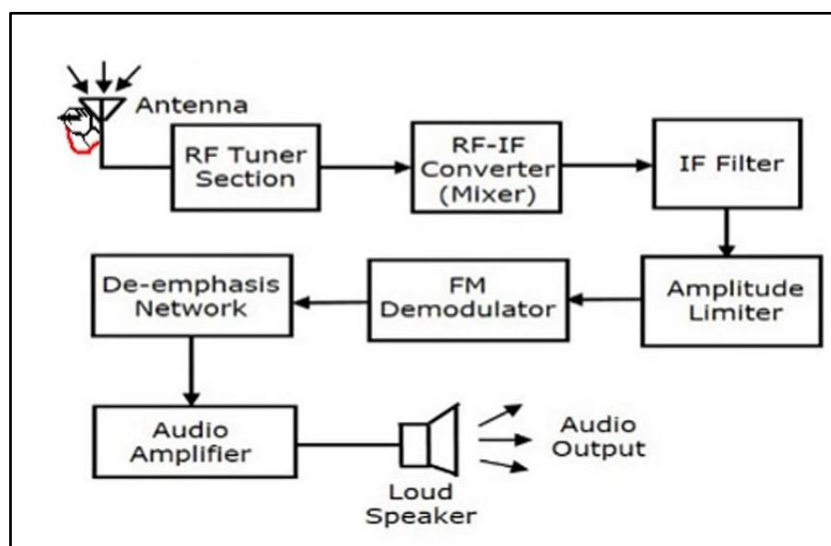 Antenna
RF Tuner
Section
RF-IF
Converter
(Mixer)
IF Filter
De-emphasis
Network
FM
Demodulator
Amplitude
Limiter
Audio
Amplifier
Loud
Speaker
Audio
Output